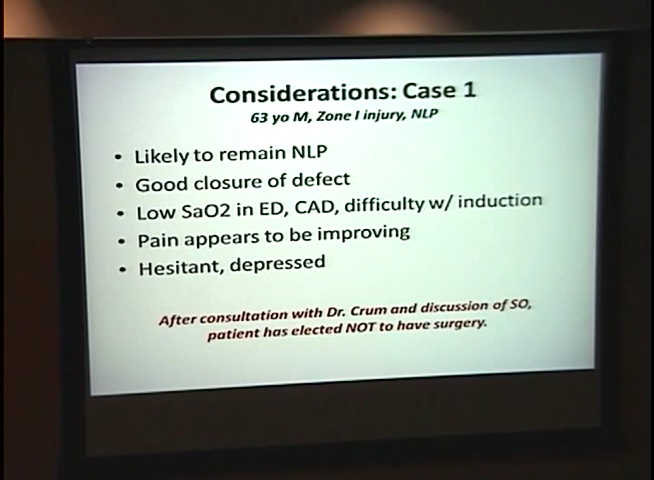 Considerations: Case 1
63 yo M, Zone I injury, NLP
• Likely to remain NLP
• Good closure of defect
• Low SaO2 in ED, CAD, difficulty w/ induction
• Pain appears to be improving
• Hesitant, depressed
After consultation with Dr. Crum and discussion of SO,
patient has elected NOT to have surgery.